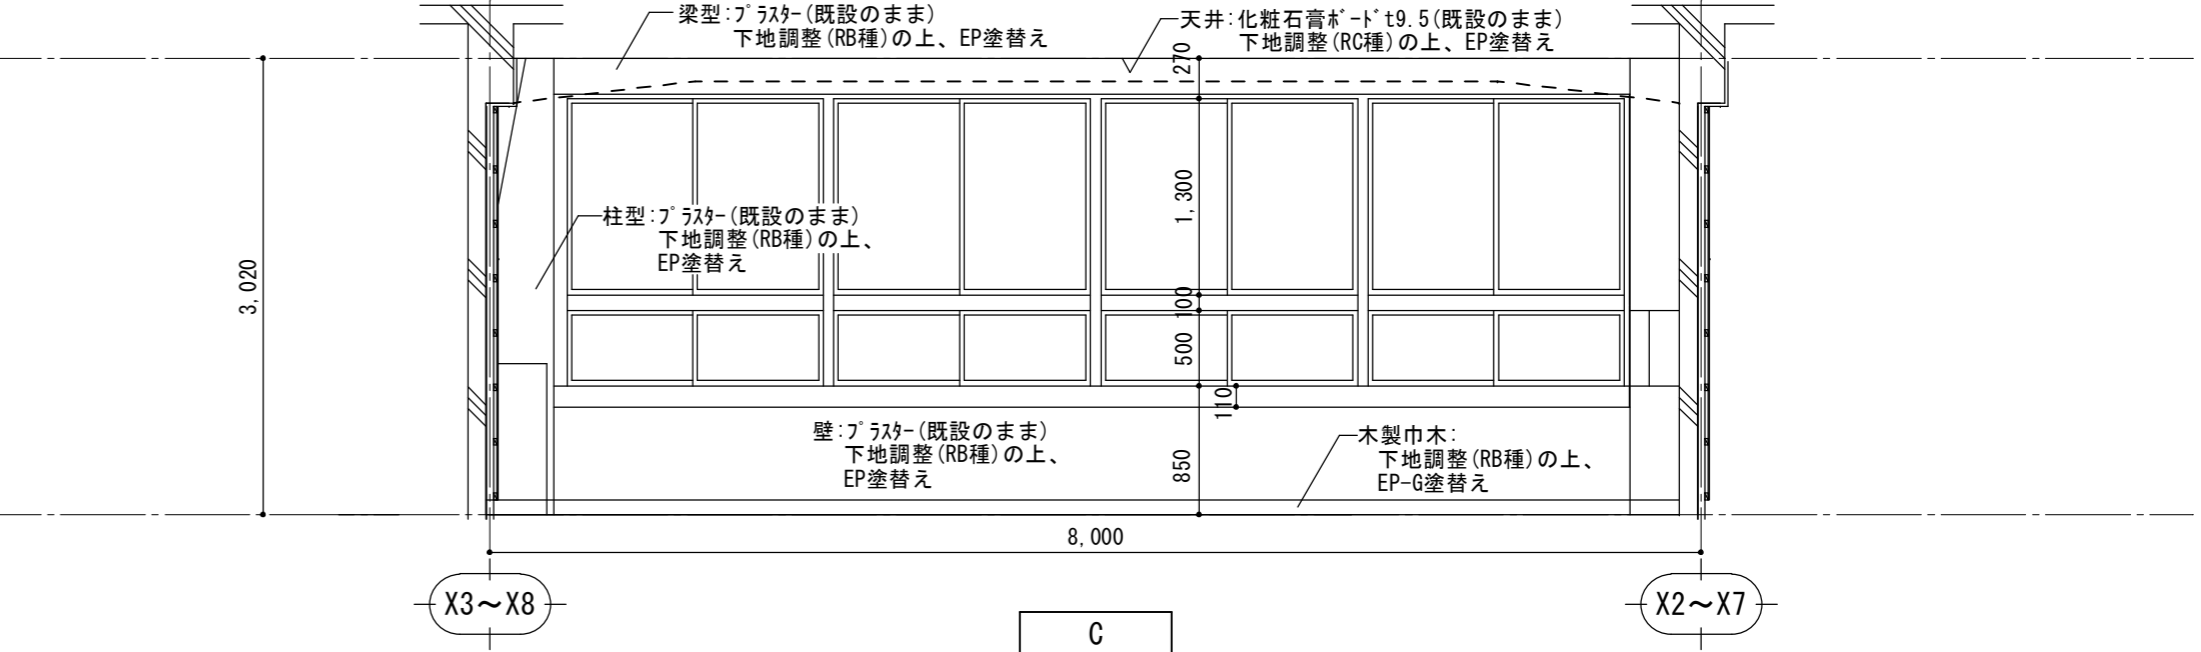 梁型:ﾌﾟﾗｽﾀｰ(既設のまま)
下地調整(RB種)の上、EP塗替え
天井:化粧石膏ﾎﾞｰﾄﾞt9.5(既設のまま)
下地調整(RC種)の上、EP塗替え
270
柱型:ﾌﾟﾗｽﾀｰ(既設のまま)
下地調整(RB種)の上、
EP塗替え
1,300
3,020
100
500
110
壁:ﾌﾟﾗｽﾀｰ(既設のまま)
下地調整(RB種)の上、
EP塗替え
850
木製巾木:
下地調整(RB種)の上、
EP-G塗替え
8,000
X3～X8
X2～X7
C